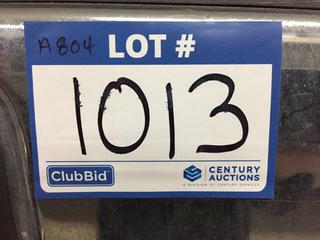 A804 LOT #
1013
ClubBid
CENTURY
AUCTIONS
A DIVISION OF CENTURY SERVICES